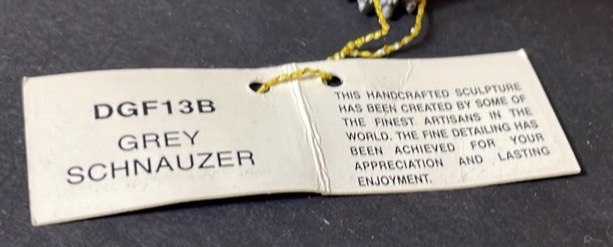 DGF13B
GREY
SCHNAUZER
THIS HANDCRAFTED SCULPTURE
HAS BEEN CREATED BY SOME OF
THE FINEST ARTISANS IN THE
WORLD. THE FINE DETAILING HAS
BEEN ACHIEVED FOR YOUR
APPRECIATION AND LASTING
ENJOYMENT.